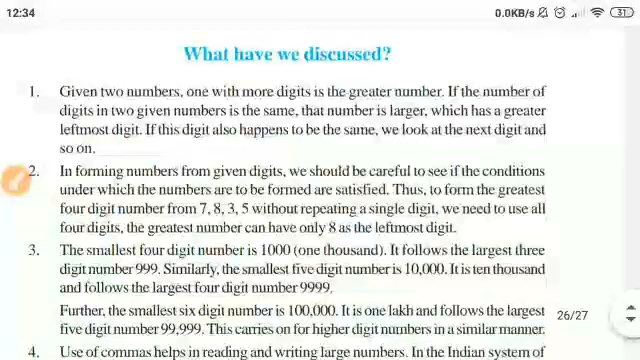 12:34
0.0KB/s
31
What have we discussed?
1. Given two numbers, one with more digits is the greater number. If the number of
digits in two given numbers is the same, that number is larger, which has a greater
leftmost digit. If this digit also happens to be the same, we look at the next digit and
so on.
2. In forming numbers from given digits, we should be careful to see if the conditions
under which the numbers are to be formed are satisfied. Thus, to form the greatest
four digit number from 7, 8, 3, 5 without repeating a single digit, we need to use all
four digits, the greatest number can have only 8 as the leftmost digit.
3. The smallest four digit number is 1000 (one thousand). It follows the largest three
digit number 999. Similarly, the smallest five digit number is 10,000. It is ten thousand
and follows the largest four digit number 9999.
Further, the smallest six digit number is 100,000. It is one lakh and follows the largest
five digit number 99,999. This carries on for higher digit numbers in a similar manner.
26/27
4. Use of commas helps in reading and writing large numbers. In the Indian system of